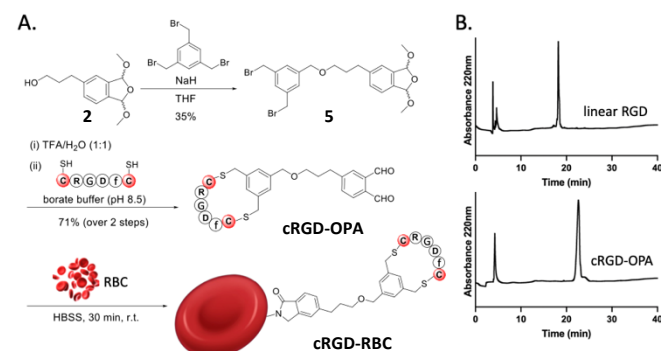 A.
Br
Br
Br
HO
O
O
O
NaH
THF
35%
2
Br
Br
O
O
O
O
5
(i) TFA/H₂O (1:1)
(ii)
SH SH
C R G D f C
borate buffer (pH 8.5)
71% (over 2 steps)
C R G D f C
S
S
O
CHO
CHO
cRGD-OPA
RBC
HBSS, 30 min, r.t.
O
N
O
S
S
C R G D f C
cRGD-RBC
B.
Absorbance 220nm
linear RGD
0 10 20 30 40
Time (min)
Absorbance 220nm
cRGD-OPA
0 10 20 30 40
Time (min)